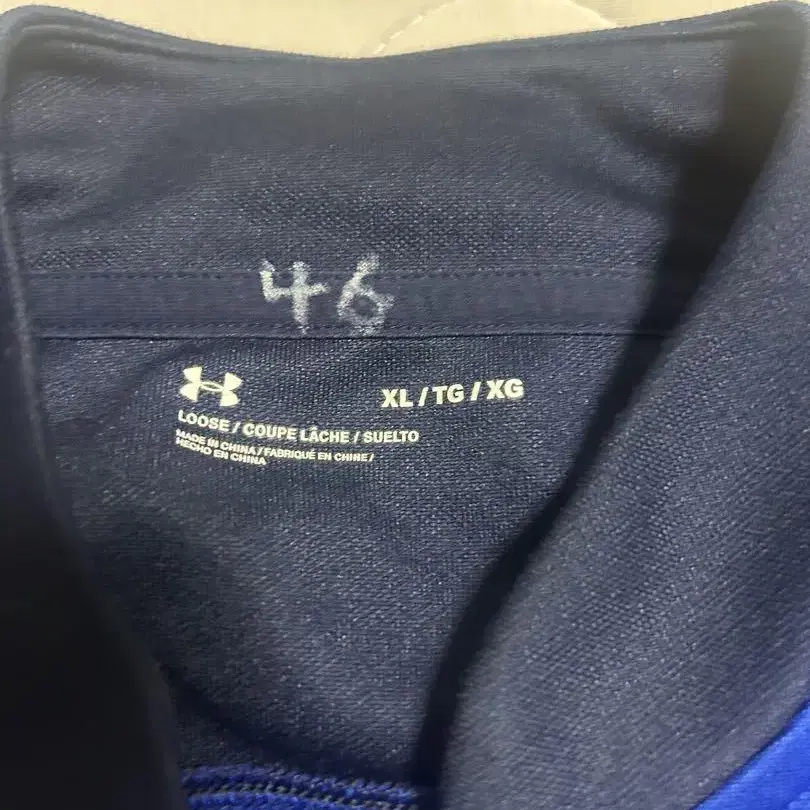 46
XL / TG / XG
LOOSE / COUPE LÂCHE / SUELTO
MADE IN CHINA / FABRIQUÉ EN CHINE /
HECHO EN CHINA